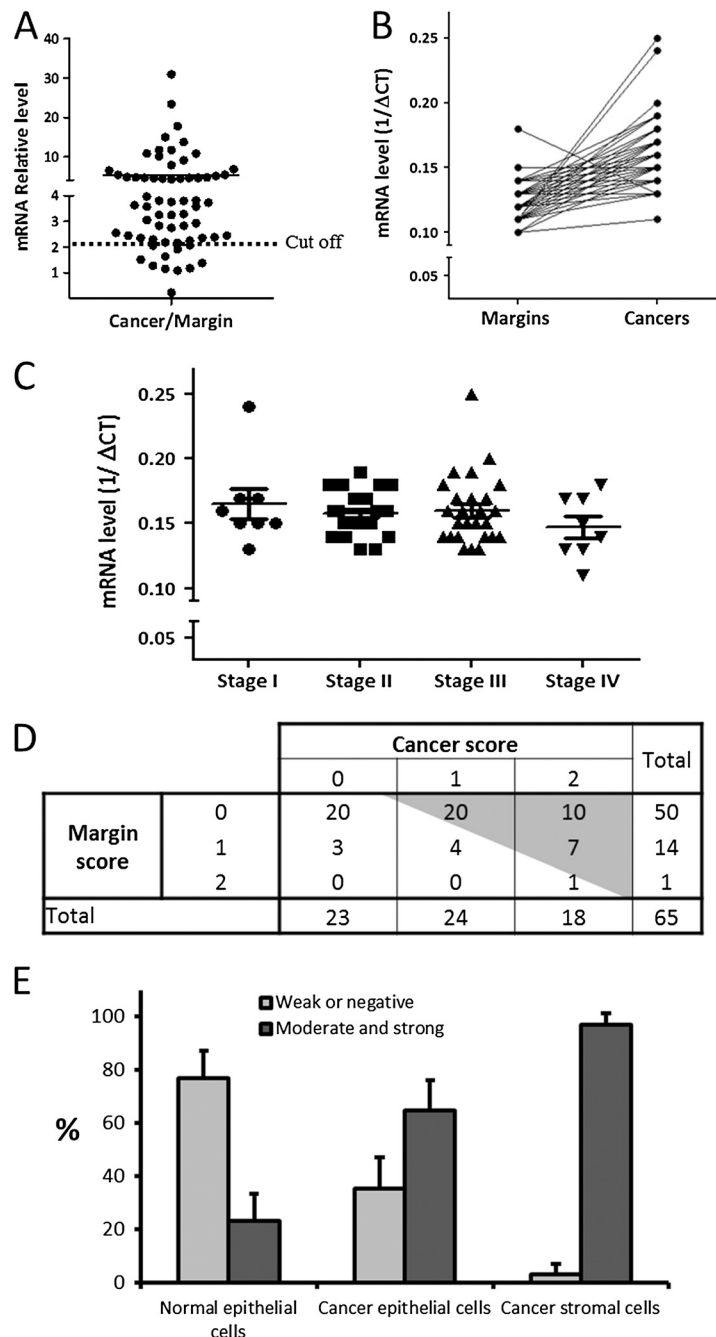 A
mRNA Relative level
40
30
20
10
4
3
2
1
Cut off
Cancer/Margin
B
mRNA level (1/ΔCT)
0.25
0.20
0.15
0.10
0.05
Margins Cancers
C
mRNA level (1/ ΔCT)
0.25
0.20
0.15
0.10
0.05
Stage I Stage II Stage III Stage IV
D
Cancer score Total
0 1 2
Margin score 0 20 20 10 50
1 3 4 7 14
2 0 0 1 1
Total 23 24 18 65
E
Weak or negative
Moderate and strong
%
100
80
60
40
20
0
Normal epithelial cells
Cancer epithelial cells
Cancer stromal cells